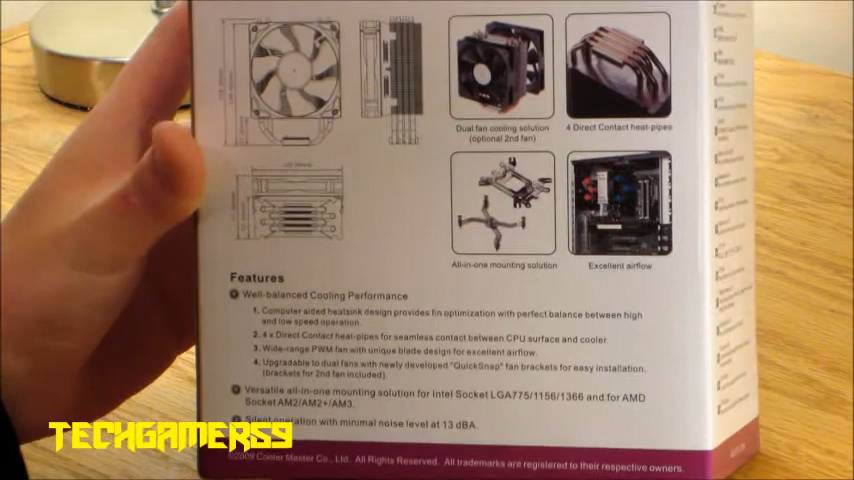 Dual fan cooling solution
(optional 2nd fan)
4 Direct Contact heat-pipes
All-in-one mounting solution
Excellent airflow
Features
Well-balanced Cooling Performance
1. Computer aided heatsink design provides fin optimization with perfect balance between high
and low speed operation.
2. 4 x Direct Contact heat-pipes for seamless contact between CPU surface and cooler.
3. Wide-range PWM fan with unique blade design for excellent airflow.
4. Upgradable to dual fans with newly developed "QuickSnap" fan brackets for easy installation.
(brackets for 2nd fan included).
Versatile all-in-one mounting solution for Intel Socket LGA775/1156/1366 and for AMD
Socket AM2/AM2+/AM3.
Silent operation with minimal noise level at 13 dBA.
TECHGAMER59
©2009 Cooler Master Co., Ltd. All Rights Reserved. All trademarks are registered to their respective owners.